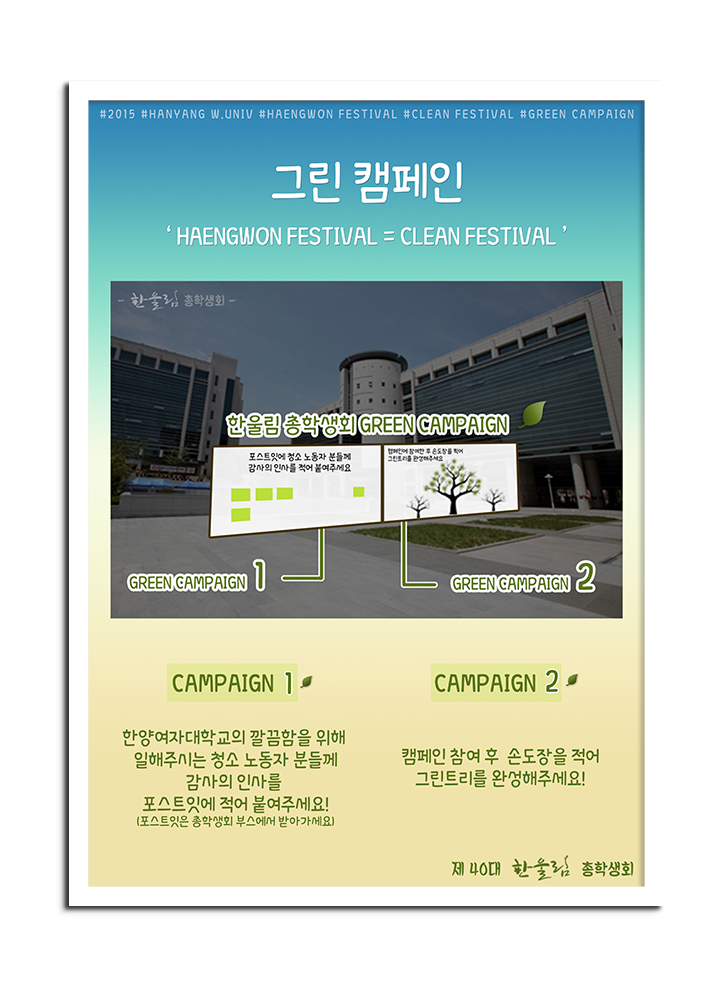 #2015 #HANYANG W.UNIV #HAENGWON FESTIVAL #CLEAN FESTIVAL #GREEN CAMPAIGN
그린 캠페인
‘ HAENGWON FESTIVAL = CLEAN FESTIVAL ’
- 한울림 총학생회 -
한울림 총학생회 GREEN CAMPAIGN
포스트잇에 청소 노동자 분들께
감사의 인사를 적어 붙여주세요
캠페인에 참여한 후 손도장을 찍어
그린트리를 완성해주세요
GREEN CAMPAIGN 1
GREEN CAMPAIGN 2
CAMPAIGN 1
한양여자대학교의 깔끔함을 위해
일해주시는 청소 노동자 분들께
감사의 인사를
포스트잇에 적어 붙여주세요!
(포스트잇은 총학생회 부스에서 받아가세요)
CAMPAIGN 2
캠페인 참여 후 손도장을 적어
그린트리를 완성해주세요!
제 40대 한울림 총학생회